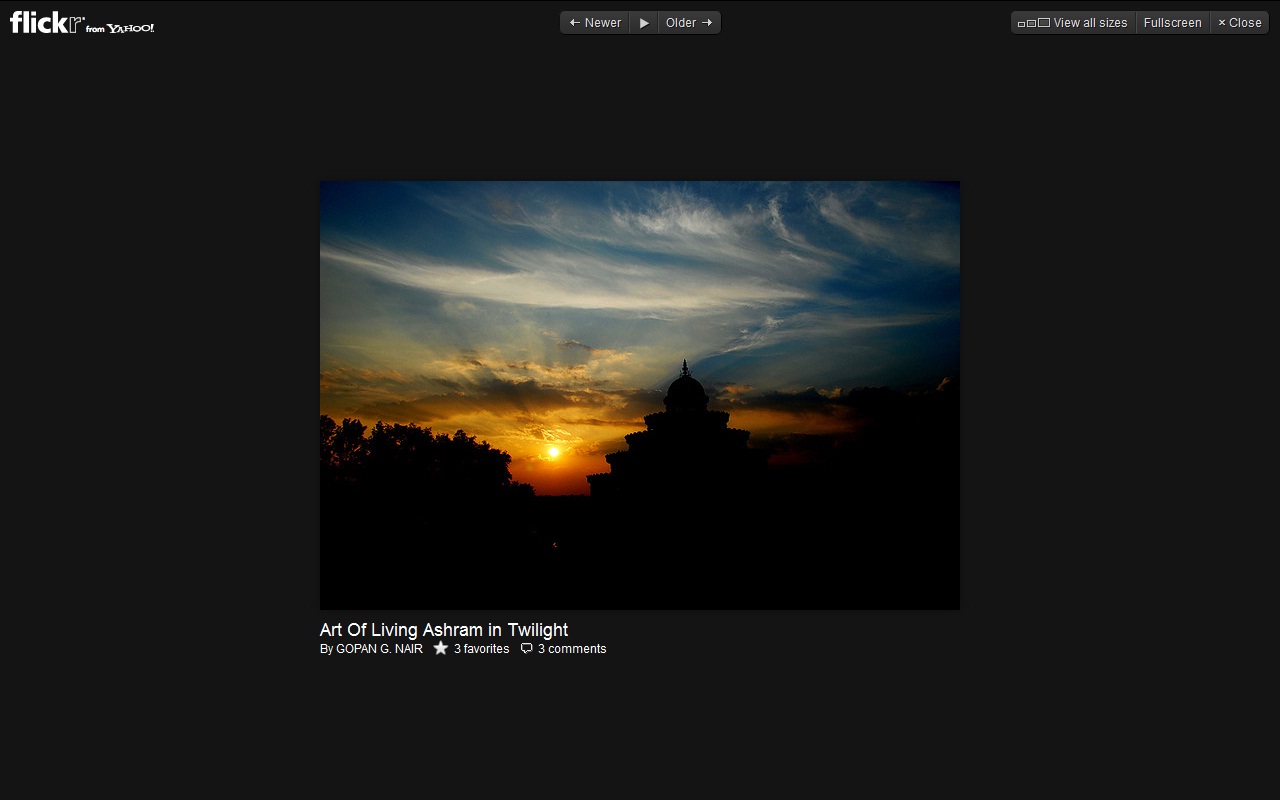 flickr from YAHOO!
← Newer
Older →
View all sizes
Fullscreen
× Close
Art Of Living Ashram in Twilight
By GOPAN G. NAIR 3 favorites 3 comments